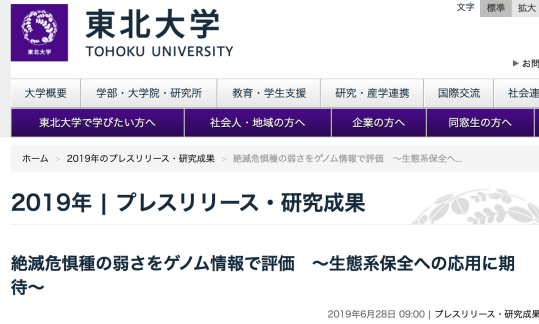 文字 標準 拡大
東北大学
東北大学
TOHOKU UNIVERSITY
▶ お問
大学概要 学部・大学院・研究所 教育・学生支援 研究・産学連携 国際交流 社会連
東北大学で学びたい方へ 社会人・地域の方へ 企業の方へ 同窓生の方へ
ホーム > 2019年のプレスリリース・研究成果 > 絶滅危惧種の弱さをゲノム情報で評価　〜生態系保全へ...
2019年 | プレスリリース・研究成果
絶滅危惧種の弱さをゲノム情報で評価　〜生態系保全への応用に期
待〜
2019年6月28日 09:00 | プレスリリース・研究成果